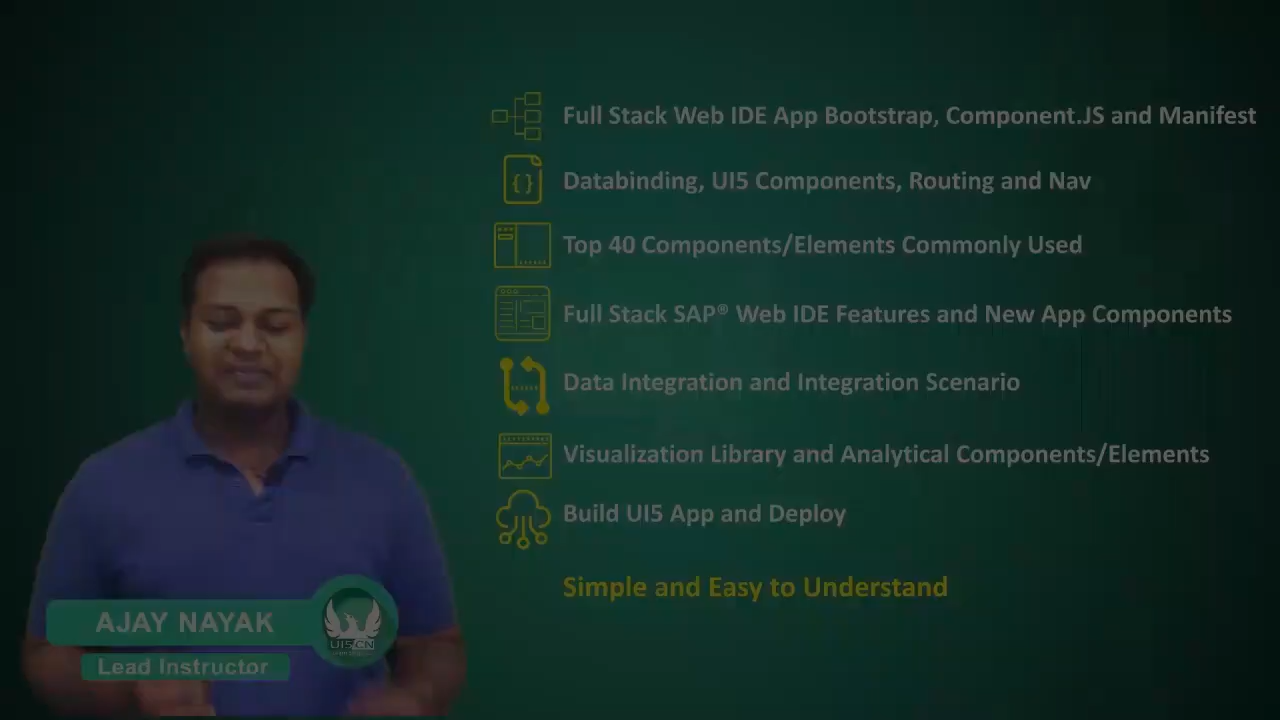 Full Stack Web IDE App Bootstrap, Component.JS and Manifest
Databinding, UI5 Components, Routing and Nav
Top 40 Components/Elements Commonly Used
Full Stack SAP® Web IDE Features and New App Components
Data Integration and Integration Scenario
Visualization Library and Analytical Components/Elements
Build UI5 App and Deploy
Simple and Easy to Understand
AJAY NAYAK
UI5CN
Lead Instructor